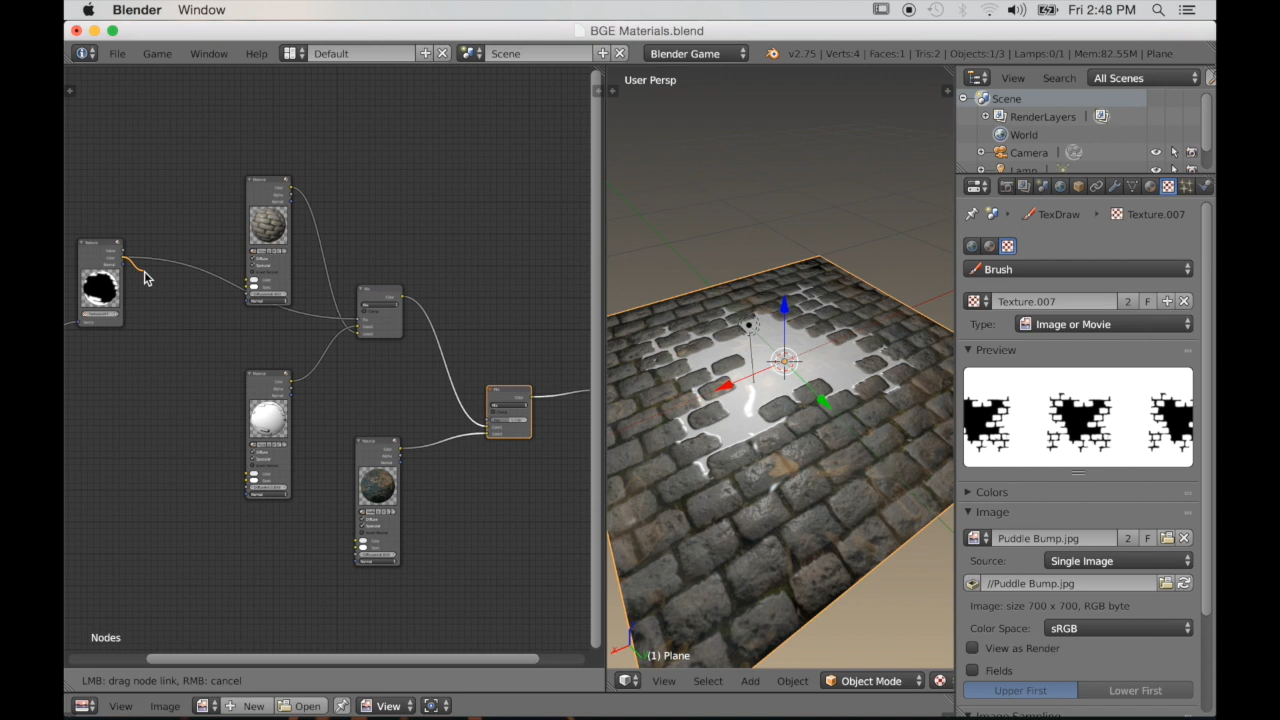 Blender Window Fri 2:48 PM
BGE Materials.blend
File Game Window Help Default Scene Blender Game v2.75 | Verts:4 | Faces:1 | Tris:2 | Objects:1/3 | Lamps:0/1 | Mem:82.55M | Plane
User Persp
View Search All Scenes
Scene
RenderLayers |
World
Camera |
Lamp
TexDraw Texture.007
Brush
Texture.007 2 F
Type: Image or Movie
Preview
Colors
Image
Puddle Bump.jpg 2 F
Source: Single Image
//Puddle Bump.jpg
Image: size 700 x 700, RGB byte
Color Space: sRGB
View as Render
Fields
Upper First Lower First
Image Sampling
Nodes
(1) Plane
LMB: drag node link, RMB: cancel
View Select Add Object Object Mode
View Image New Open View